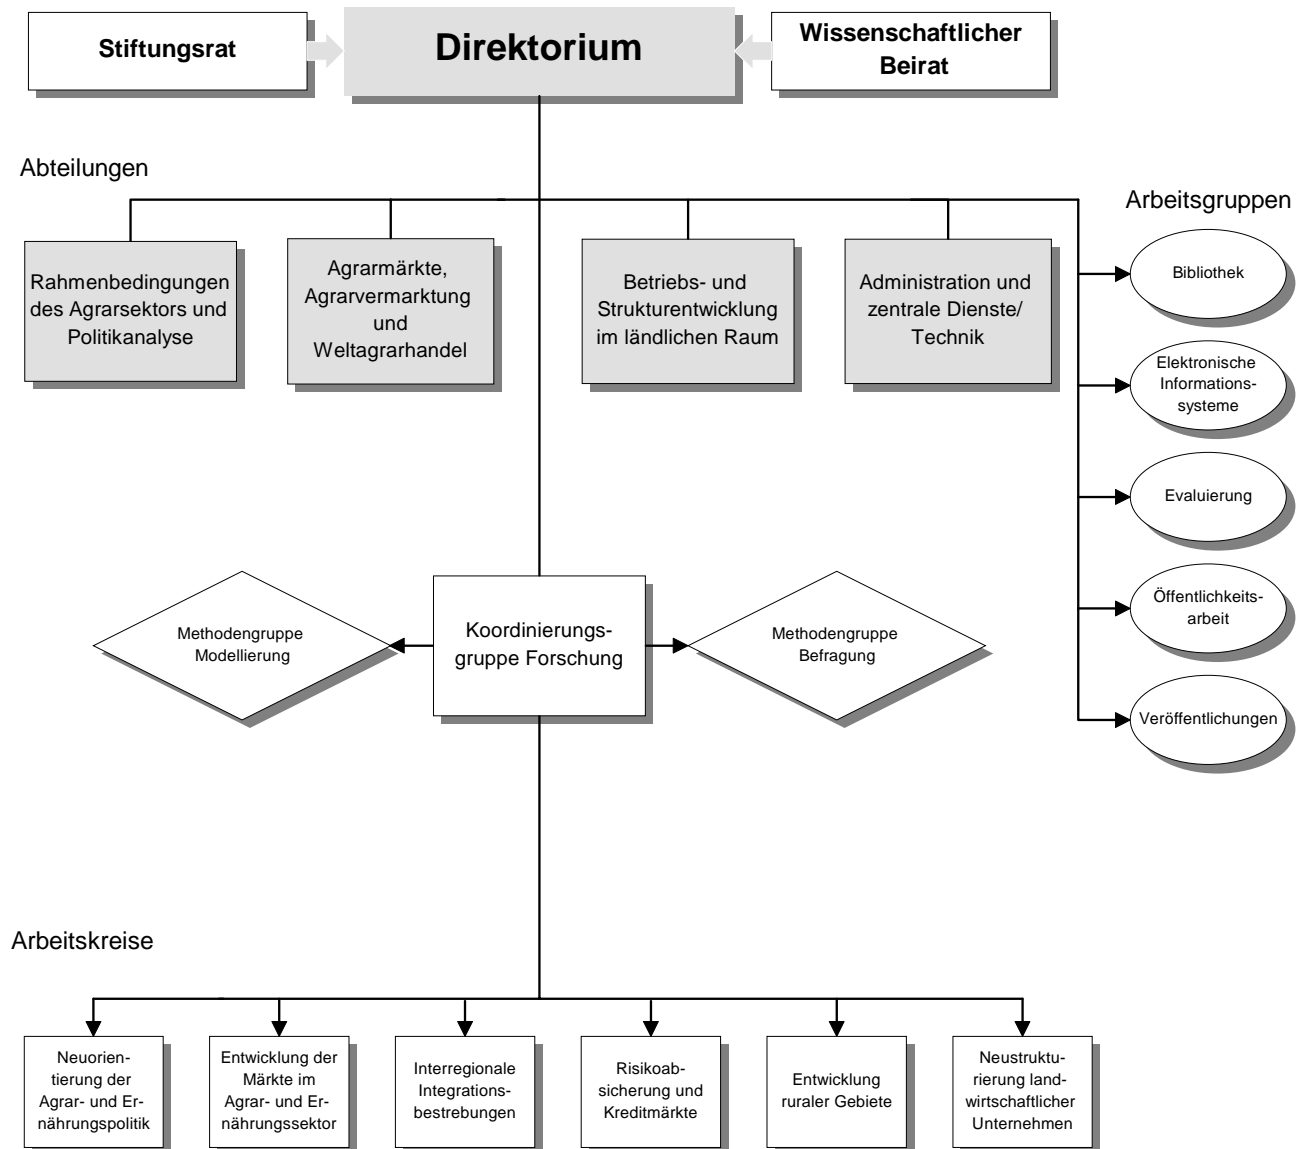 Stiftungsrat
Direktorium
Wissenschaftlicher
Beirat
Abteilungen
Arbeitsgruppen
Rahmenbedingungen
des Agrarsektors und
Politikanalyse
Agrarmärkte,
Agrarvermarktung
und
Weltagrarhandel
Betriebs- und
Strukturentwicklung
im ländlichen Raum
Administration und
zentrale Dienste/
Technik
Bibliothek
Elektronische
Informations-
systeme
Evaluierung
Öffentlichkeits-
arbeit
Veröffentlichungen
Methodengruppe
Modellierung
Koordinierungs-
gruppe Forschung
Methodengruppe
Befragung
Arbeitskreise
Neuorien-
tierung der
Agrar- und Er-
nährungspolitik
Entwicklung der
Märkte im
Agrar- und Er-
nährungssektor
Interregionale
Integrations-
bestrebungen
Risikoab-
sicherung und
Kreditmärkte
Entwicklung
ruraler Gebiete
Neustruktu-
rierung land-
wirtschaftlicher
Unternehmen